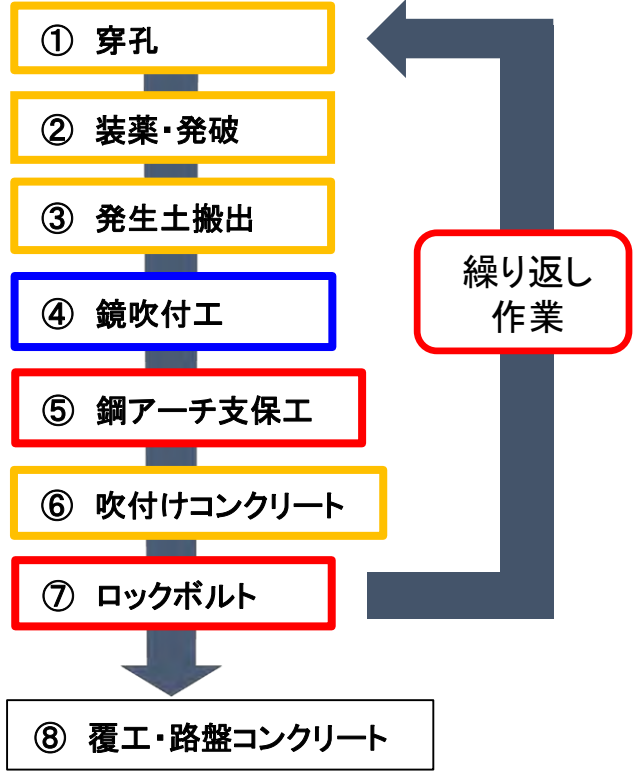 ① 穿孔
② 装薬・発破
③ 発生土搬出
④ 鏡吹付工
⑤ 鋼アーチ支保工
⑥ 吹付けコンクリート
⑦ ロックボルト
⑧ 覆工・路盤コンクリート
繰り返し
作業